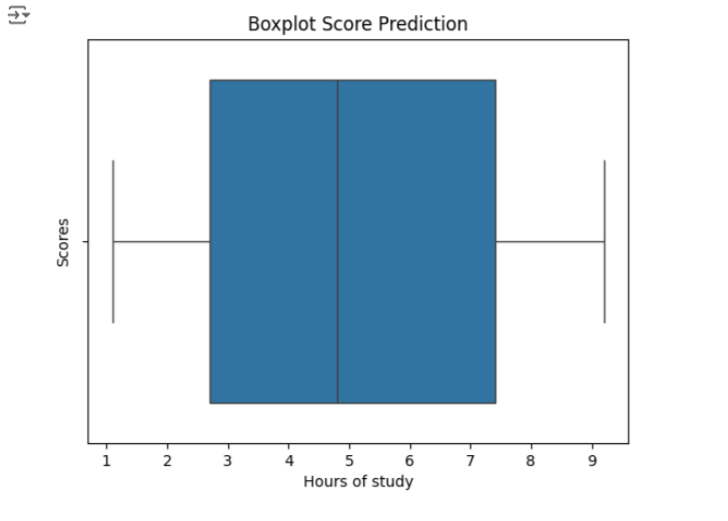 Boxplot Score Prediction
Scores
1 2 3 4 5 6 7 8 9
Hours of study